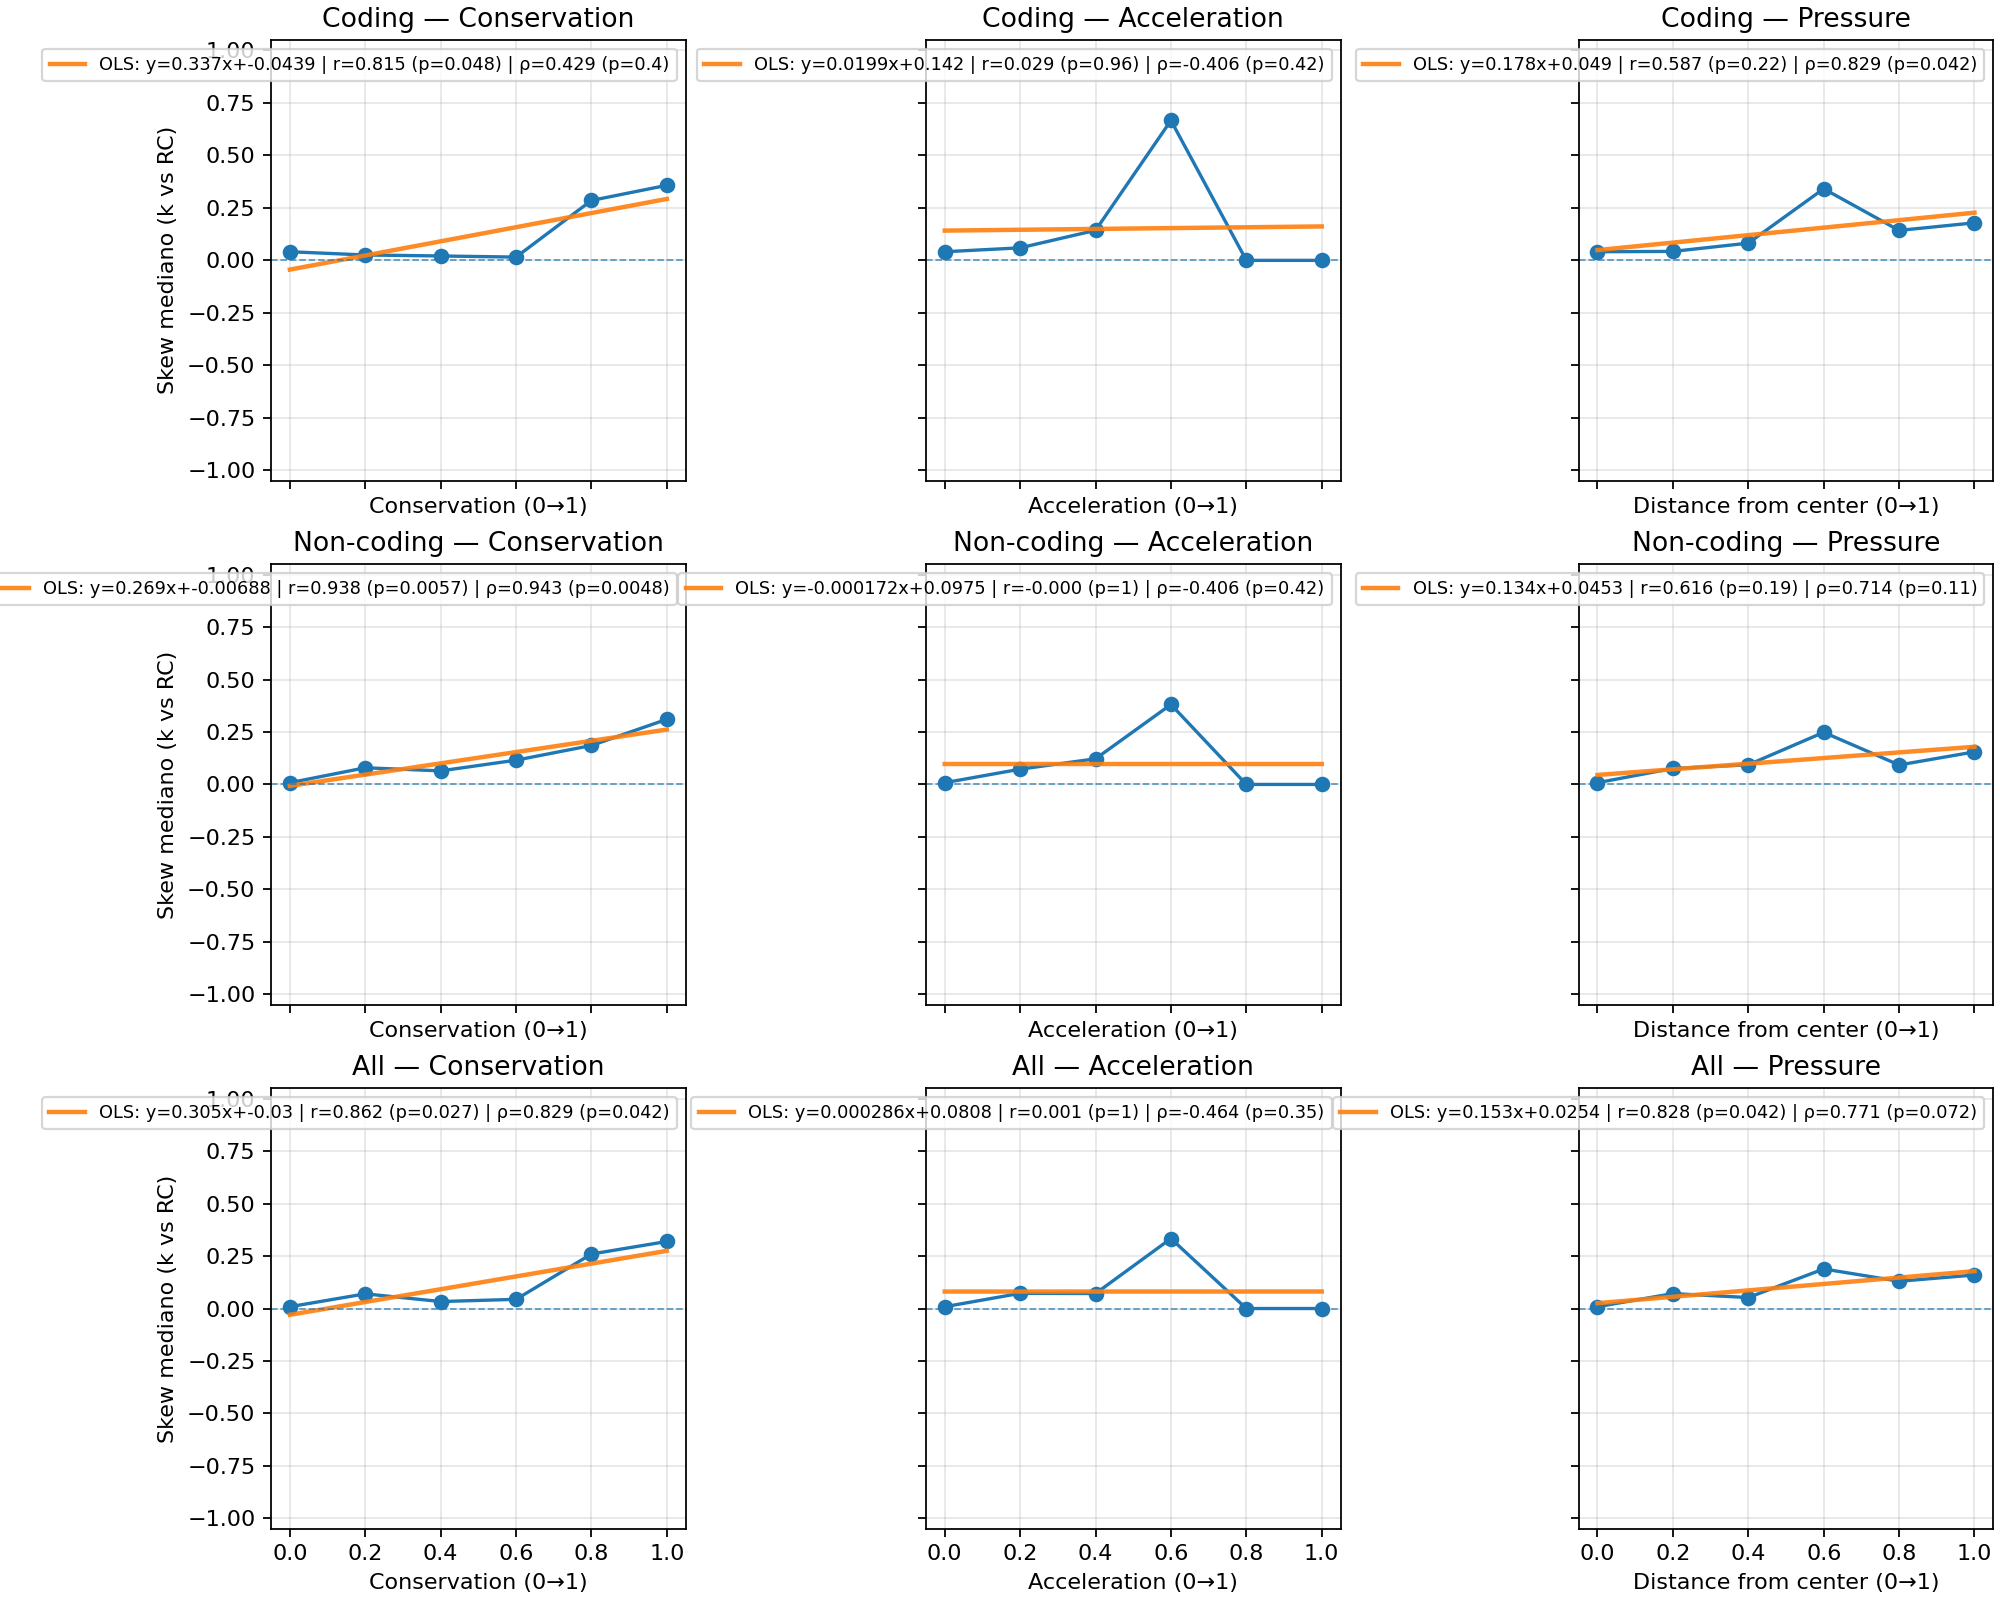 Coding — Conservation
Coding — Acceleration
Coding — Pressure
1.00
OLS: y=0.337x+-0.0439 | r=0.815 (p=0.048) | ρ=0.429 (p=0.4)
OLS: y=0.0199x+0.142 | r=0.029 (p=0.96) | ρ=-0.406 (p=0.42)
OLS: y=0.178x+0.049 | r=0.587 (p=0.22) | ρ=0.829 (p=0.042)
0.75
0.50
0.25
0.00
−0.25
−0.50
−0.75
−1.00
Skew mediano (k vs RC)
Conservation (0→1)
Acceleration (0→1)
Distance from center (0→1)
Non-coding — Conservation
Non-coding — Acceleration
Non-coding — Pressure
1.00
OLS: y=0.269x+-0.00688 | r=0.938 (p=0.0057) | ρ=0.943 (p=0.0048)
OLS: y=-0.000172x+0.0975 | r=-0.000 (p=1) | ρ=-0.406 (p=0.42)
OLS: y=0.134x+0.0453 | r=0.616 (p=0.19) | ρ=0.714 (p=0.11)
0.75
0.50
0.25
0.00
−0.25
−0.50
−0.75
−1.00
Skew mediano (k vs RC)
Conservation (0→1)
Acceleration (0→1)
Distance from center (0→1)
All — Conservation
All — Acceleration
All — Pressure
1.00
OLS: y=0.305x+-0.03 | r=0.862 (p=0.027) | ρ=0.829 (p=0.042)
OLS: y=0.000286x+0.0808 | r=0.001 (p=1) | ρ=-0.464 (p=0.35)
OLS: y=0.153x+0.0254 | r=0.828 (p=0.042) | ρ=0.771 (p=0.072)
0.75
0.50
0.25
0.00
−0.25
−0.50
−0.75
−1.00
Skew mediano (k vs RC)
0.0 0.2 0.4 0.6 0.8 1.0
0.0 0.2 0.4 0.6 0.8 1.0
0.0 0.2 0.4 0.6 0.8 1.0
Conservation (0→1)
Acceleration (0→1)
Distance from center (0→1)